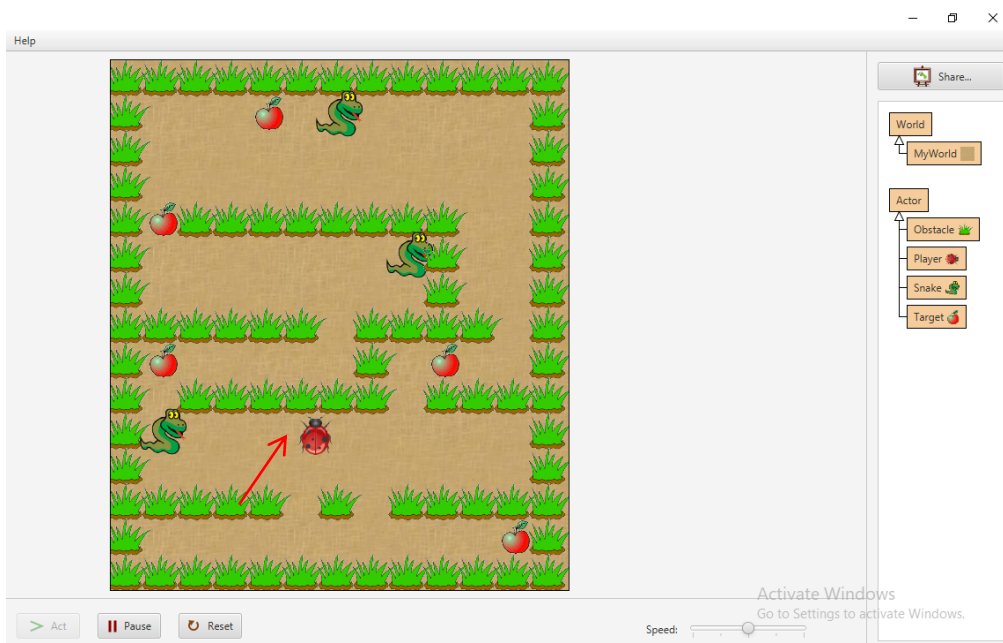 Help
Share...
World
MyWorld
Actor
Obstacle
Player
Snake
Target
Activate Windows
Go to Settings to activate Windows.
Act
Pause
Reset
Speed: